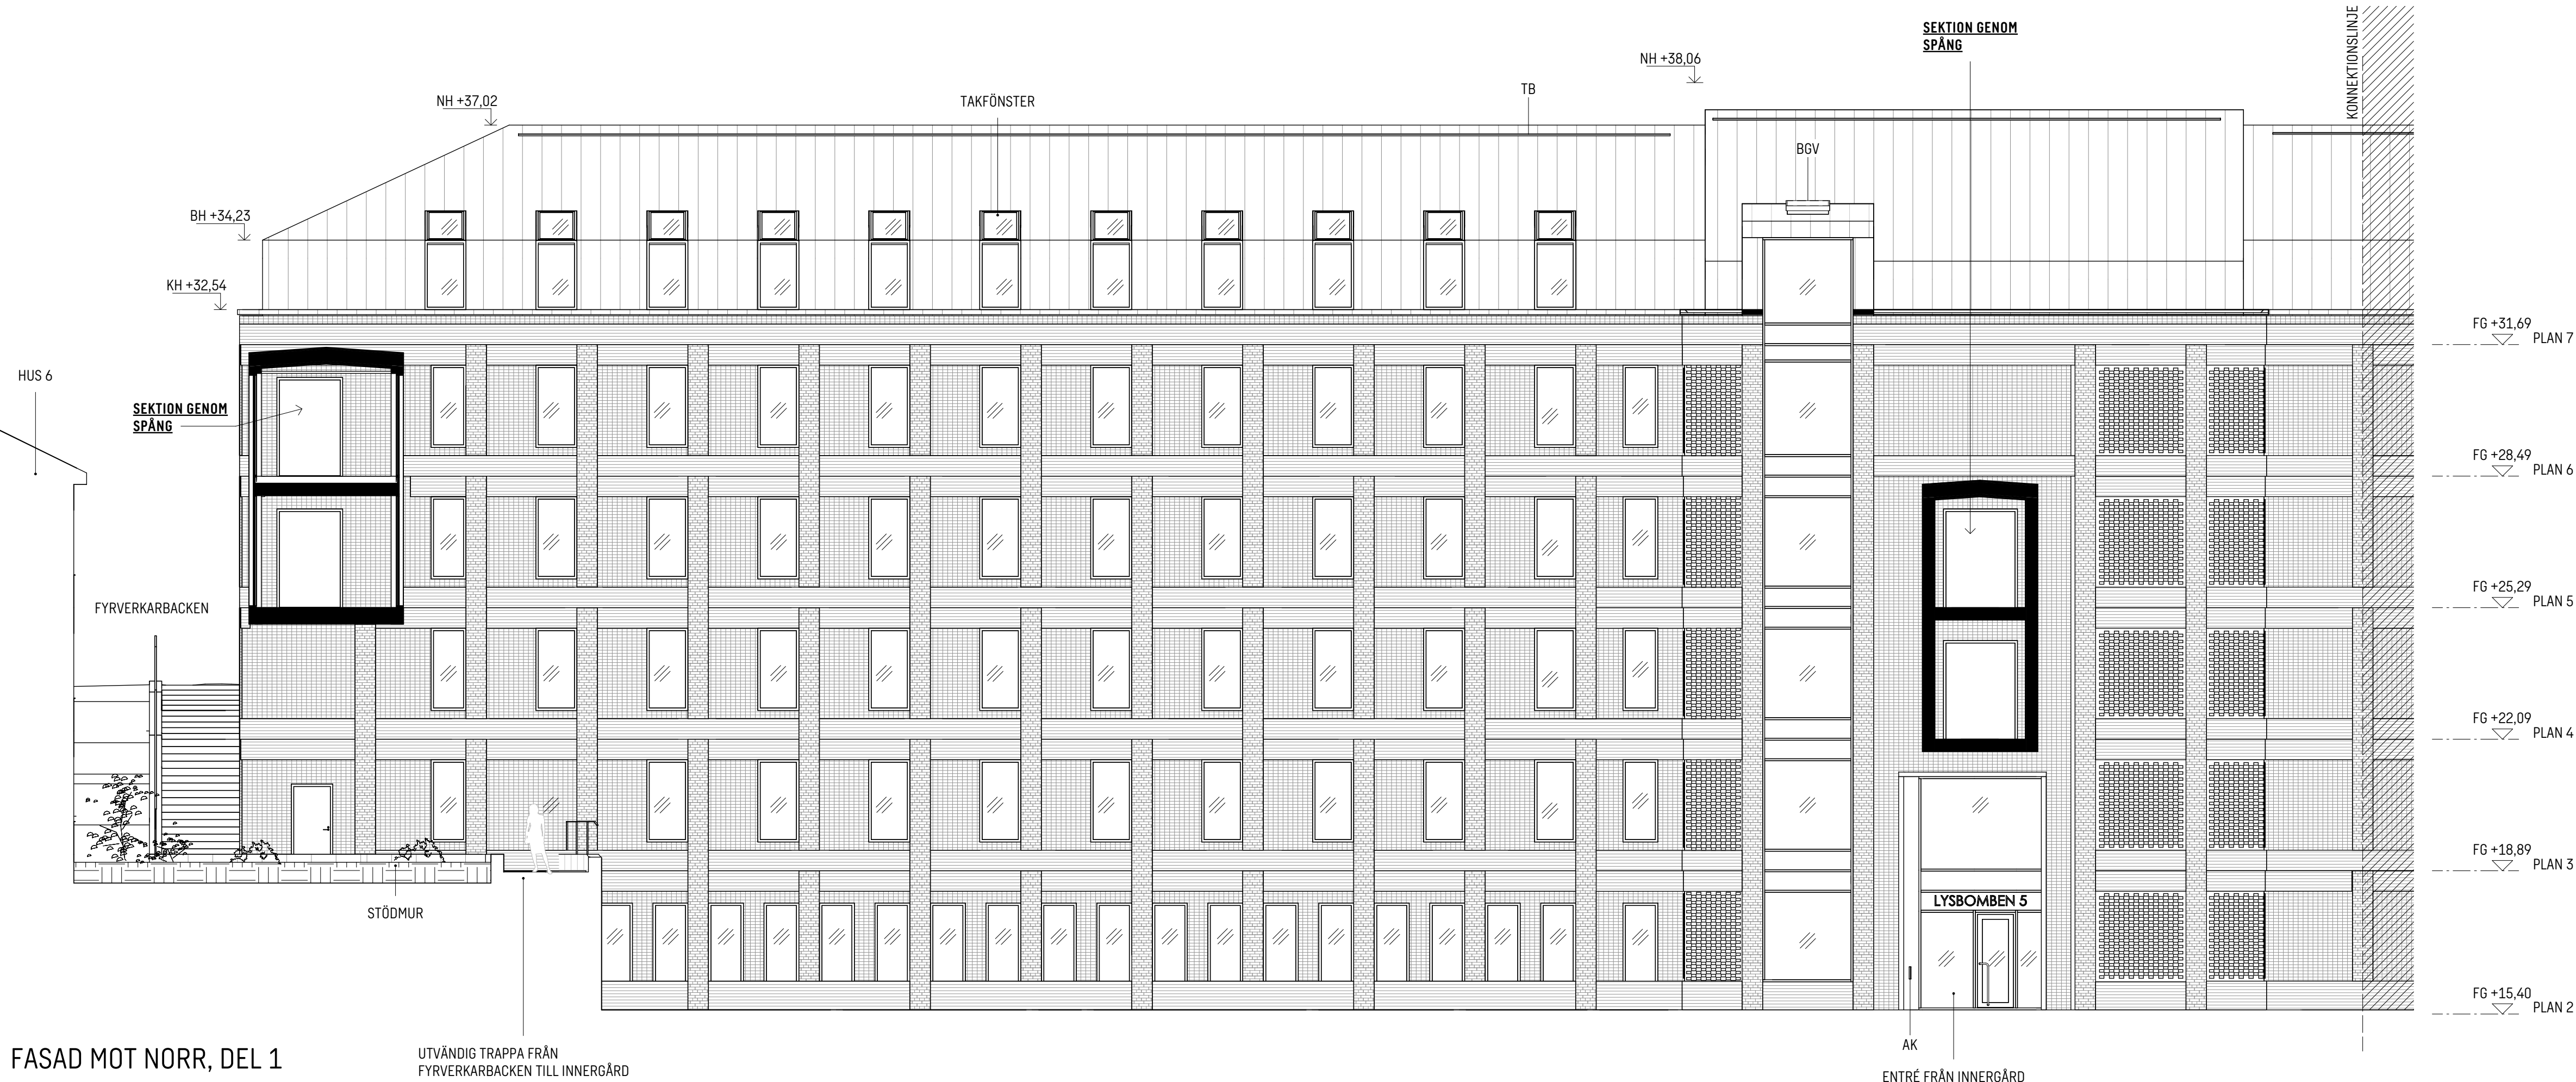 SEKTION GENOM
SPÅNG
KONNEKTIONSLINJE
NH +38,06
NH +37,02
TAKFÖNSTER
TB
BGV
BH +34,23
KH +32,54
FG +31,69
PLAN 7
HUS 6
SEKTION GENOM
SPÅNG
FG +28,49
PLAN 6
FYRVERKARBACKEN
FG +25,29
PLAN 5
FG +22,09
PLAN 4
FG +18,89
PLAN 3
STÖDMUR
LYSBOMBEN 5
FG +15,40
PLAN 2
AK
FASAD MOT NORR, DEL 1
UTVÄNDIG TRAPPA FRÅN
FYRVERKARBACKEN TILL INNERGÅRD
ENTRÉ FRÅN INNERGÅRD